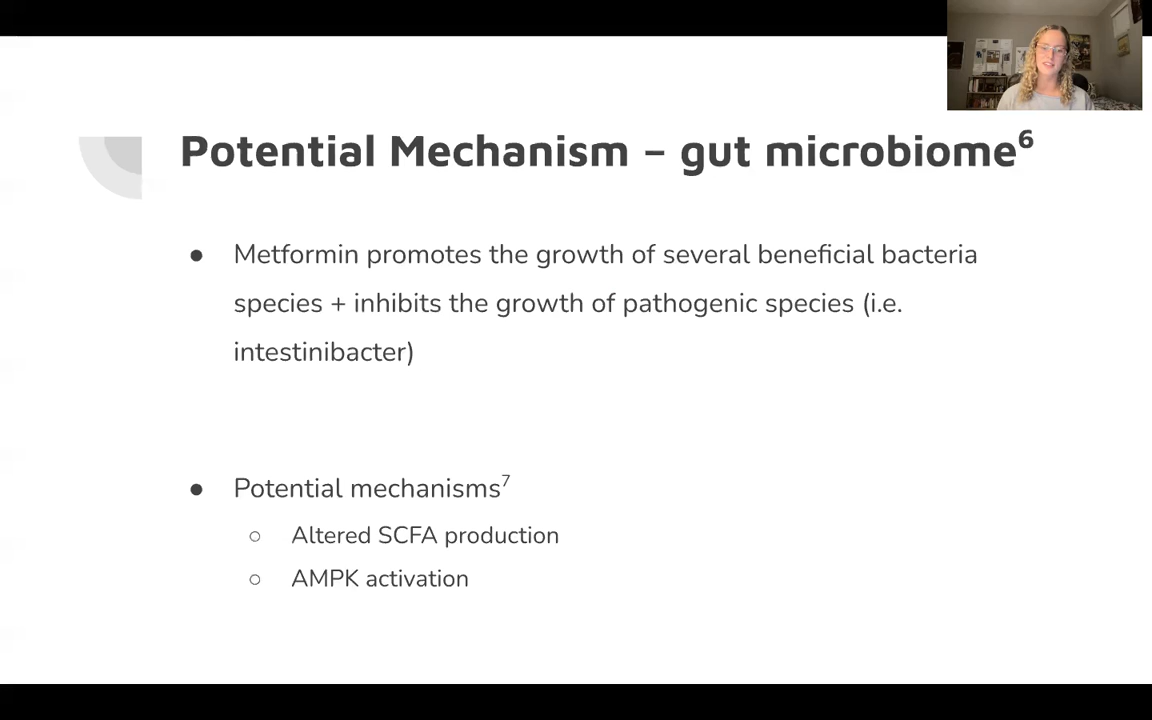 Potential Mechanism – gut microbiome⁶
● Metformin promotes the growth of several beneficial bacteria
species + inhibits the growth of pathogenic species (i.e.
intestinibacter)
● Potential mechanisms⁷
○ Altered SCFA production
○ AMPK activation